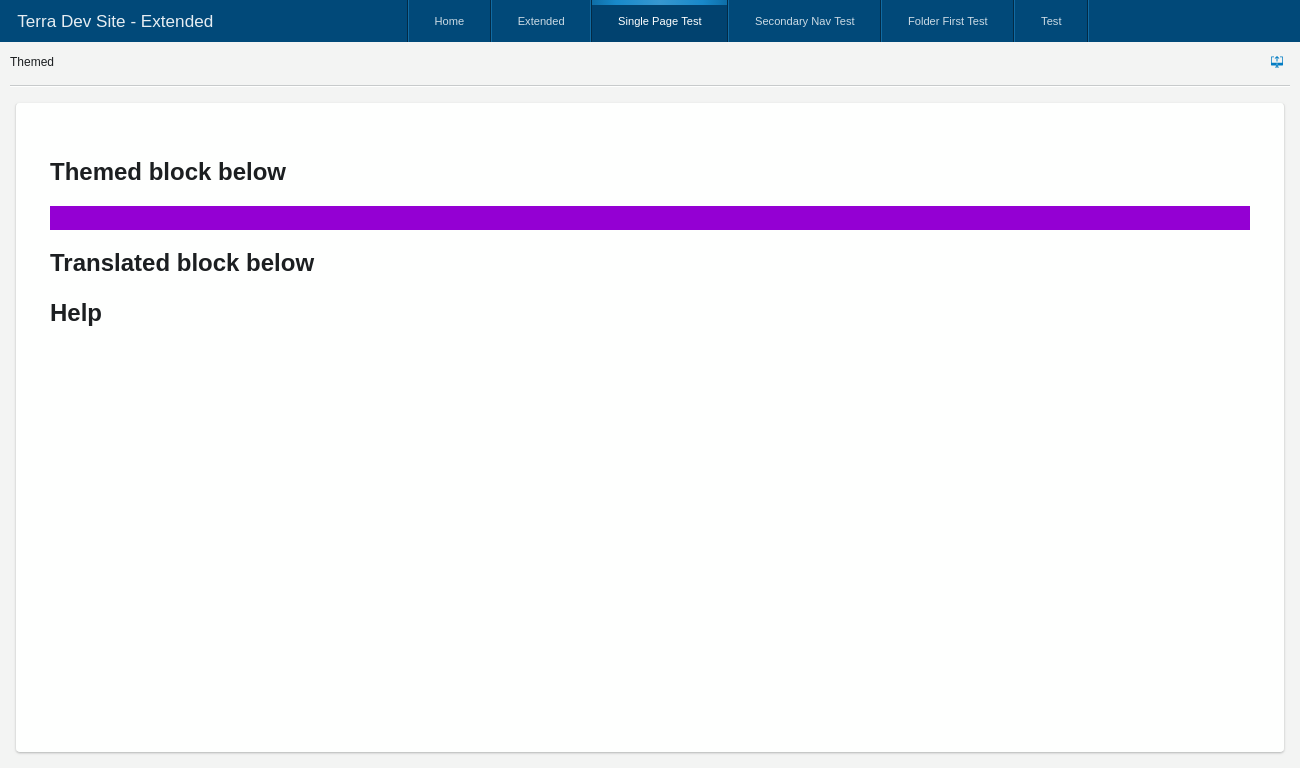 Terra Dev Site - Extended
Home
Extended
Single Page Test
Secondary Nav Test
Folder First Test
Test
Themed
Themed block below
Translated block below
Help